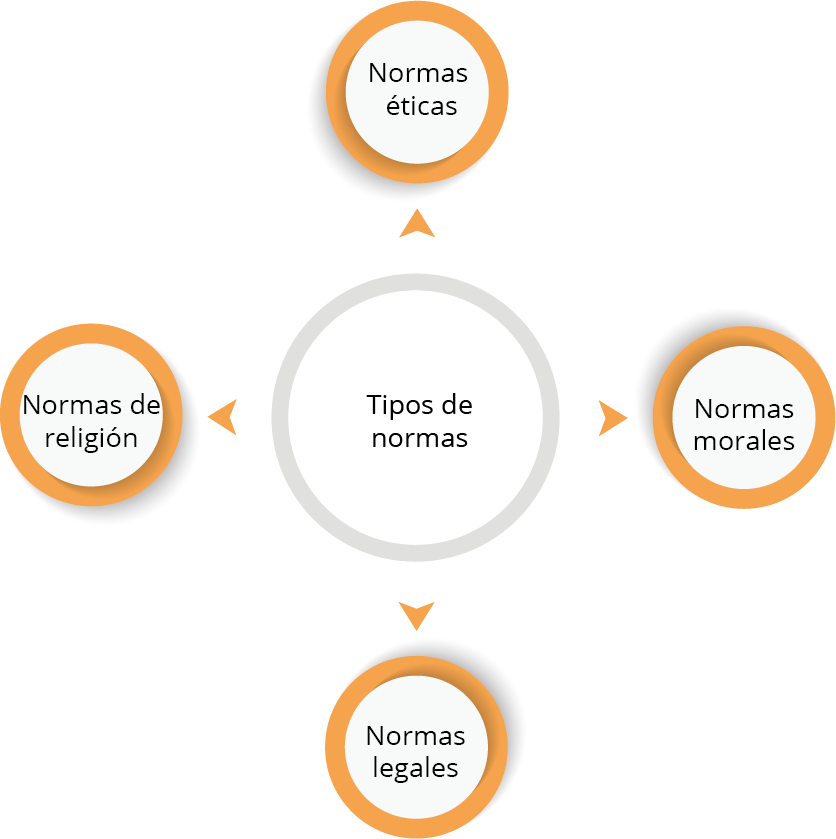 Normas
éticas
Normas de
religión
Tipos de
normas
Normas
morales
Normas
legales